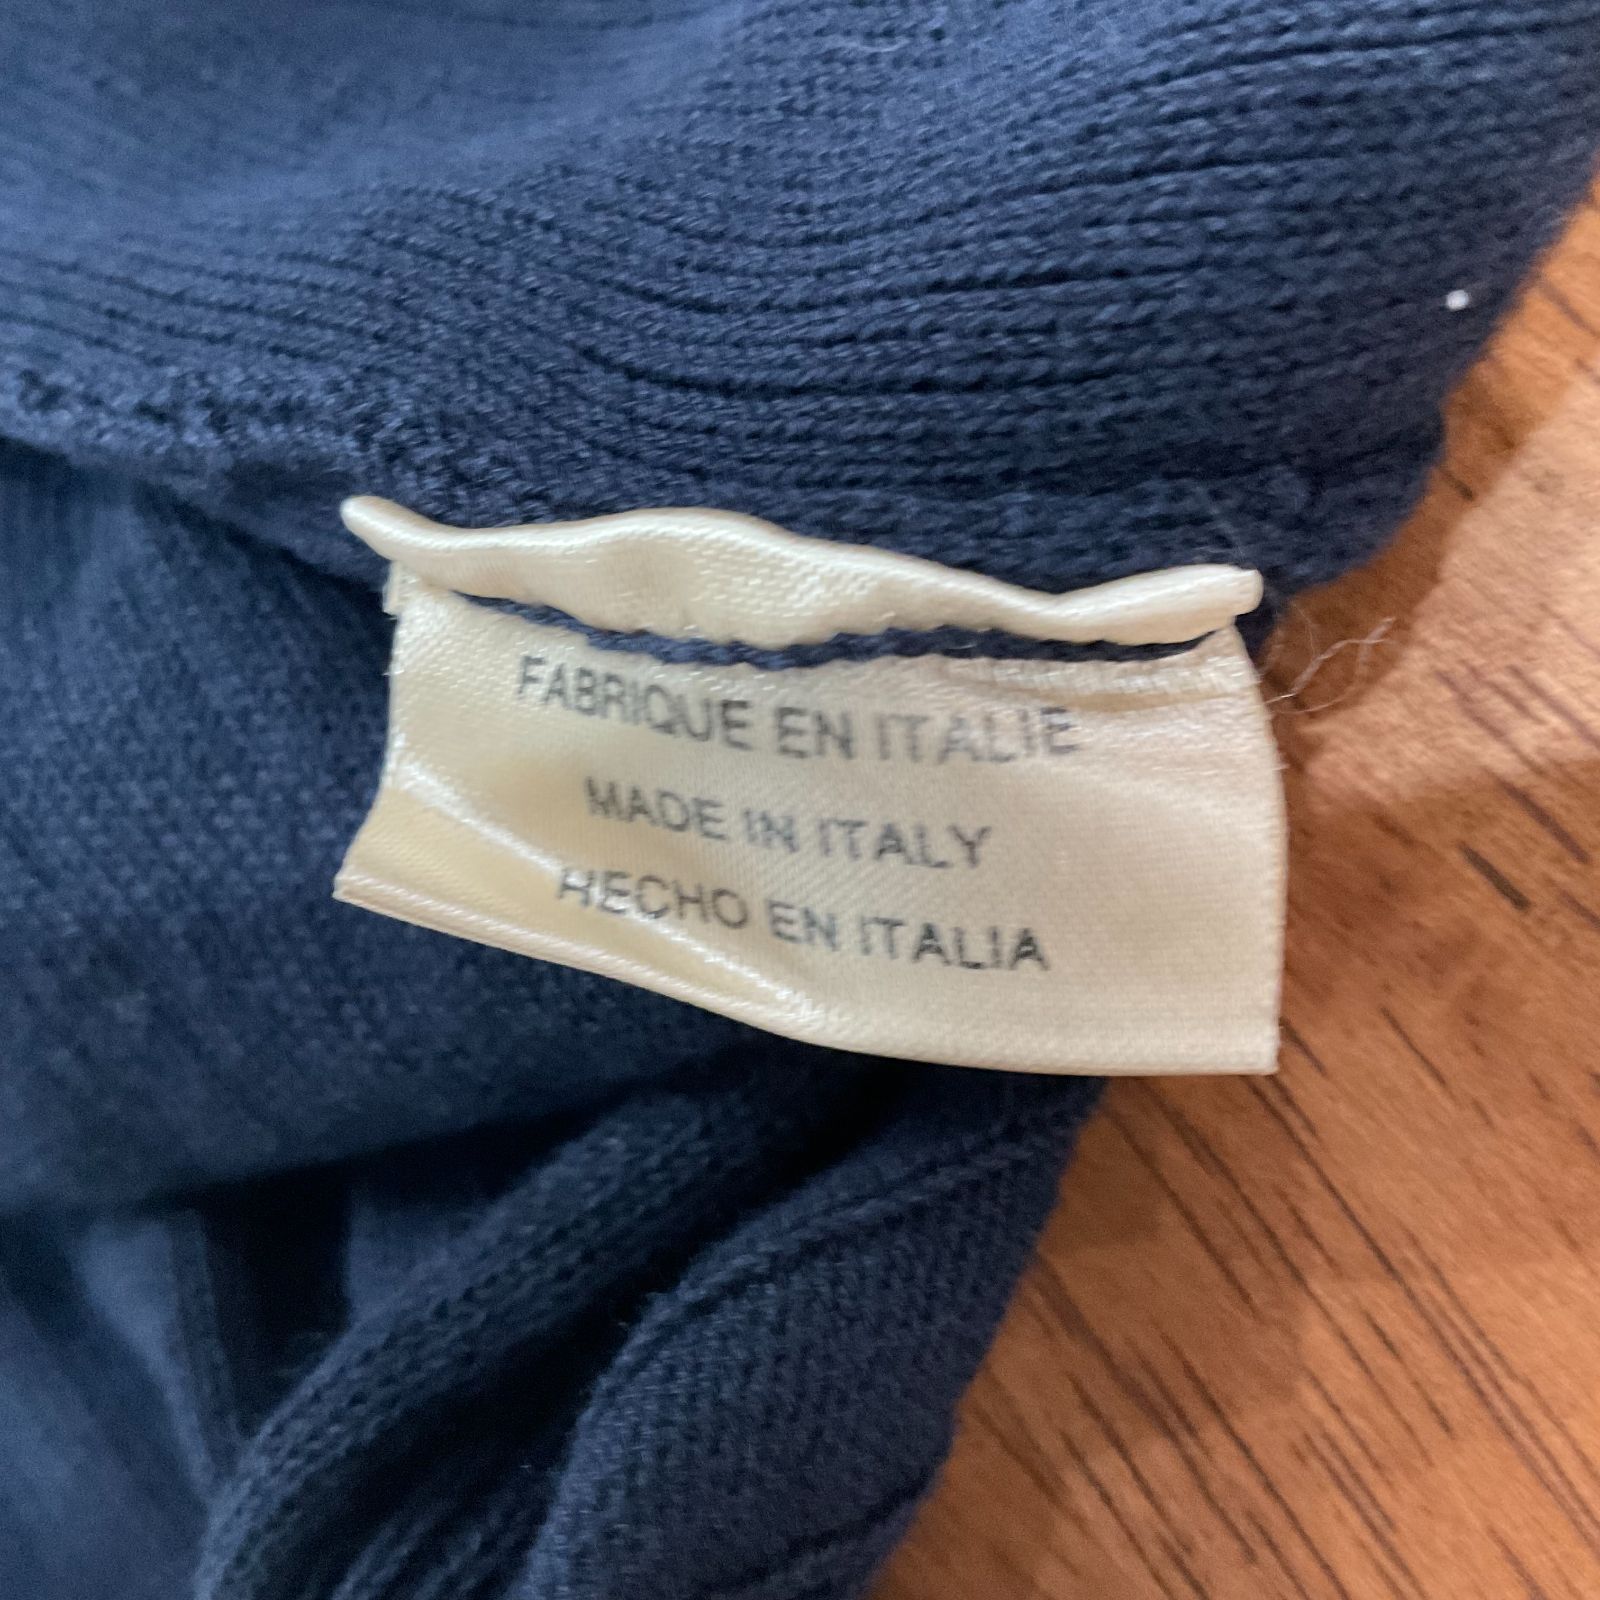 FABRIQUE EN ITALIE
MADE IN ITALY
HECHO EN ITALIA